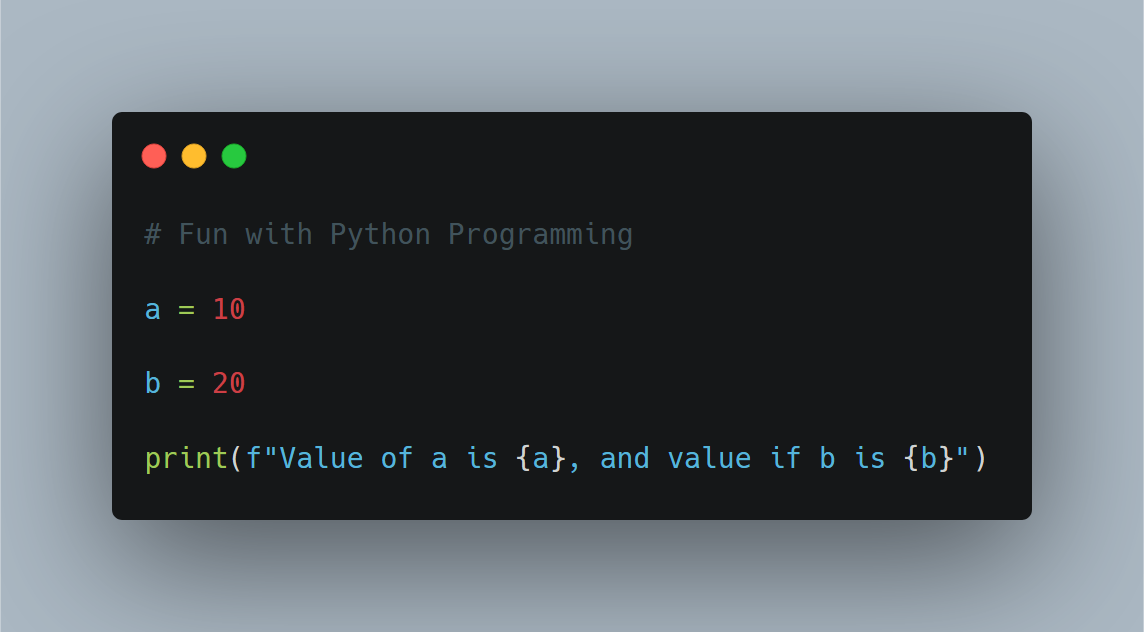 # Fun with Python Programming
a = 10
b = 20
print(f"Value of a is {a}, and value if b is {b}")